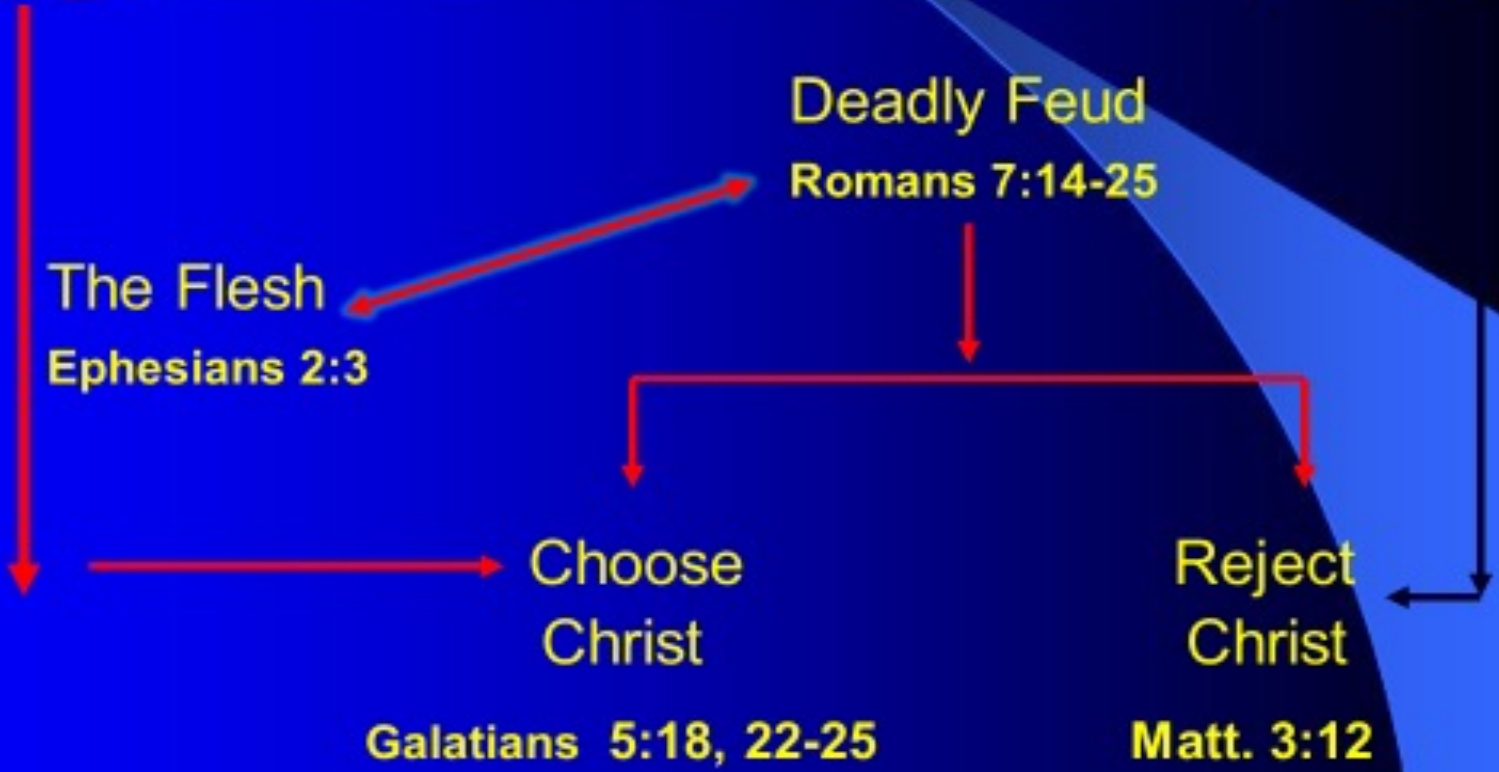 Deadly Feud
Romans 7:14-25
The Flesh
Ephesians 2:3
Choose
Christ
Galatians 5:18, 22-25
Reject
Christ
Matt. 3:12